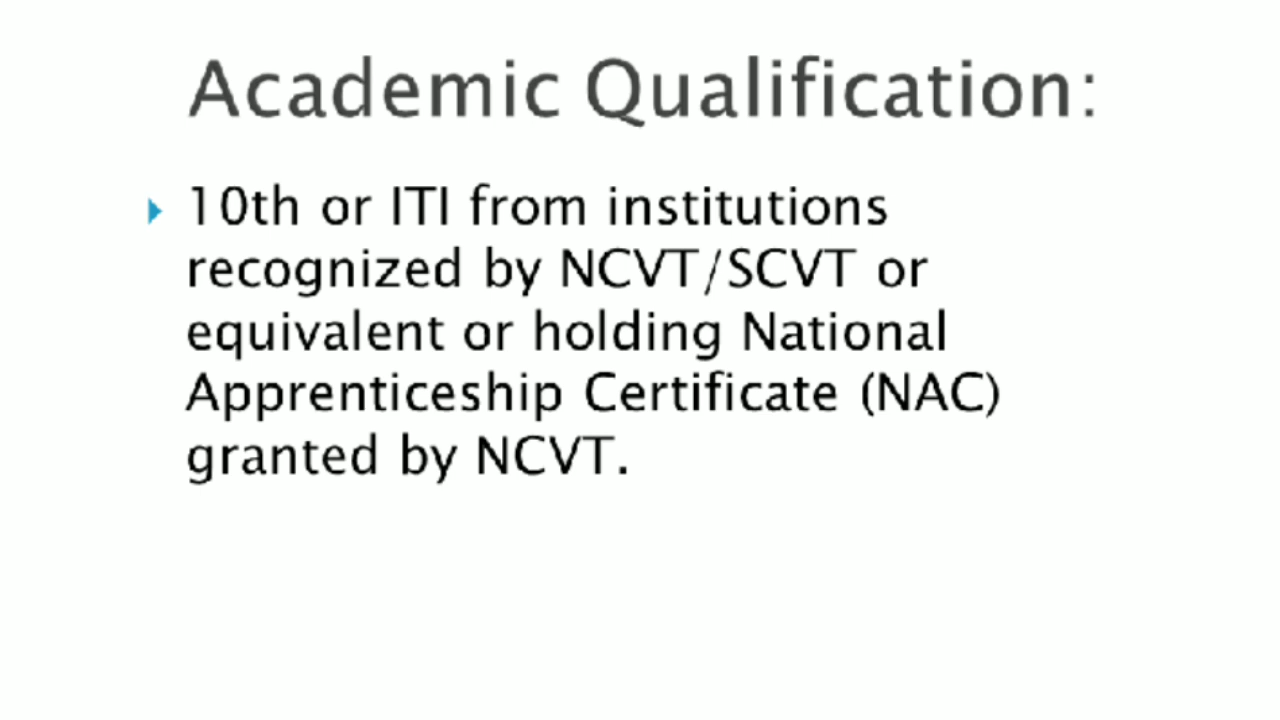 Academic Qualification:
10th or ITI from institutions
recognized by NCVT/SCVT or
equivalent or holding National
Apprenticeship Certificate (NAC)
granted by NCVT.